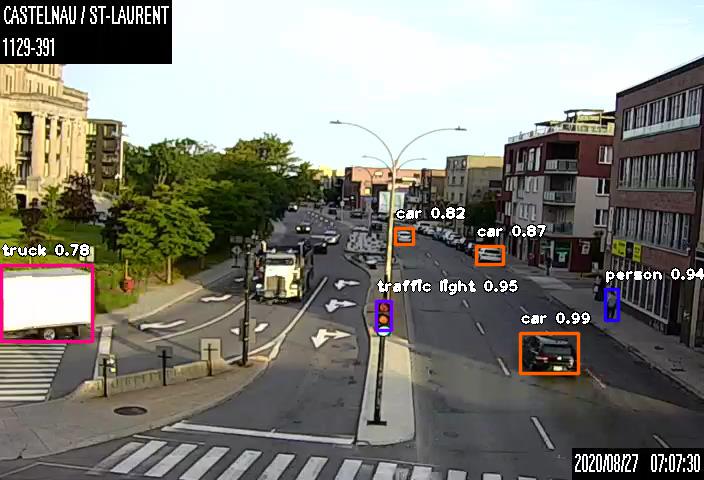 CASTELNAU / ST-LAURENT
1129-391
car 0.82
car 0.87
truck 0.78
person 0.94
traffic light 0.95
car 0.99
2020/08/27 07:07:30